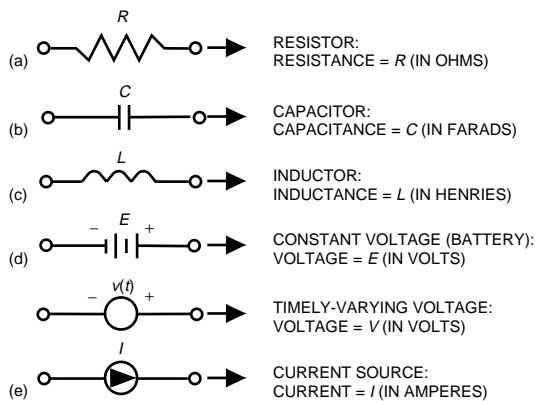 R
(a)
RESISTOR:
RESISTANCE = R (IN OHMS)
C
(b)
CAPACITOR:
CAPACITANCE = C (IN FARADS)
L
(c)
INDUCTOR:
INDUCTANCE = L (IN HENRIES)
− E +
(d)
CONSTANT VOLTAGE (BATTERY):
VOLTAGE = E (IN VOLTS)
− v(t) +
TIMELY-VARYING VOLTAGE:
VOLTAGE = V (IN VOLTS)
I
(e)
CURRENT SOURCE:
CURRENT = I (IN AMPERES)